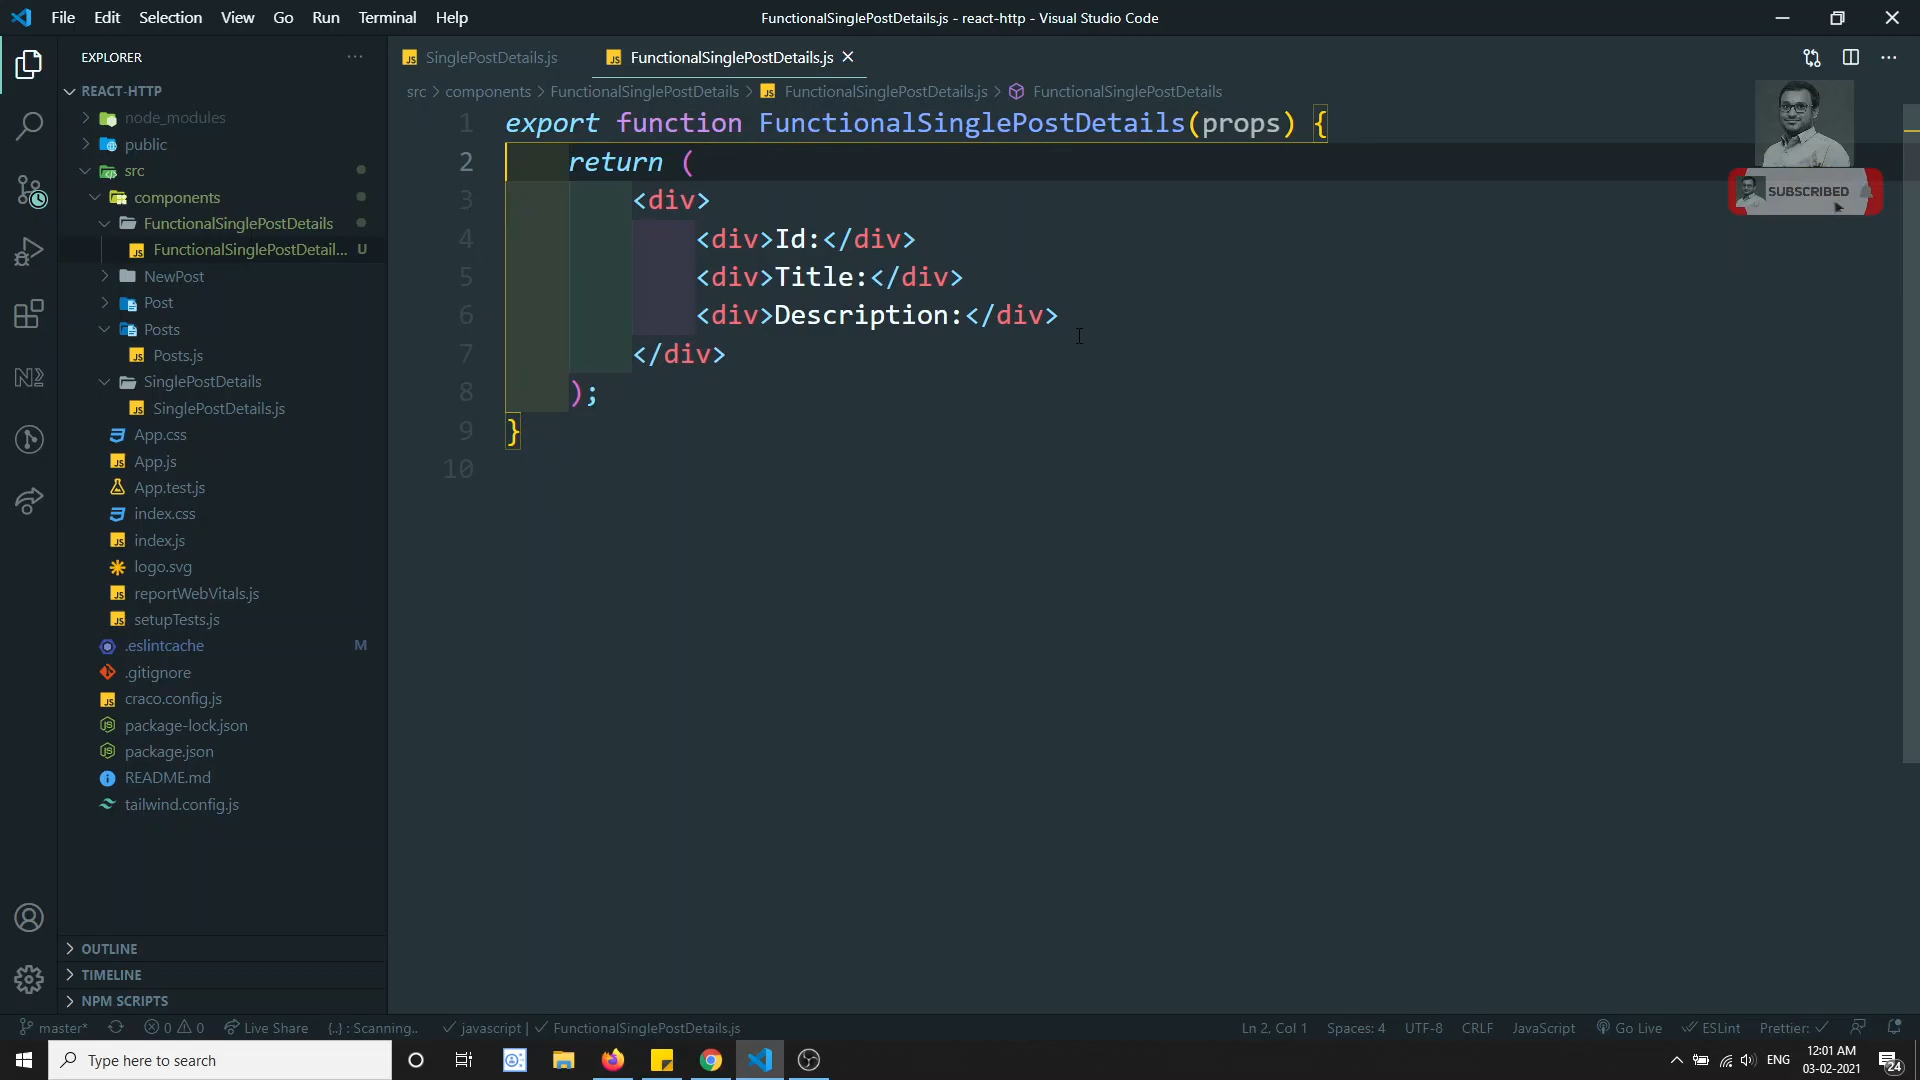 File Edit Selection View Go Run Terminal Help
FunctionalSinglePostDetails.js - react-http - Visual Studio Code
EXPLORER
REACT-HTTP
node_modules
public
src
components
FunctionalSinglePostDetails
FunctionalSinglePostDetail... U
NewPost
Post
Posts
Posts.js
SinglePostDetails
SinglePostDetails.js
App.css
App.js
App.test.js
index.css
index.js
logo.svg
reportWebVitals.js
setupTests.js
.eslintcache M
.gitignore
craco.config.js
package-lock.json
package.json
README.md
tailwind.config.js
OUTLINE
TIMELINE
NPM SCRIPTS
SinglePostDetails.js FunctionalSinglePostDetails.js
src > components > FunctionalSinglePostDetails > FunctionalSinglePostDetails.js > FunctionalSinglePostDetails
1 export function FunctionalSinglePostDetails(props) {
2 return (
3 <div>
4 <div>Id:</div>
5 <div>Title:</div>
6 <div>Description:</div>
7 </div>
8 );
9 }
10
SUBSCRIBED
master* 0 0 Live Share {..} : Scanning.. javascript | FunctionalSinglePostDetails.js Ln 2, Col 1 Spaces: 4 UTF-8 CRLF JavaScript Go Live ESLint Prettier:
Type here to search
ENG
12:01 AM
03-02-2021
24